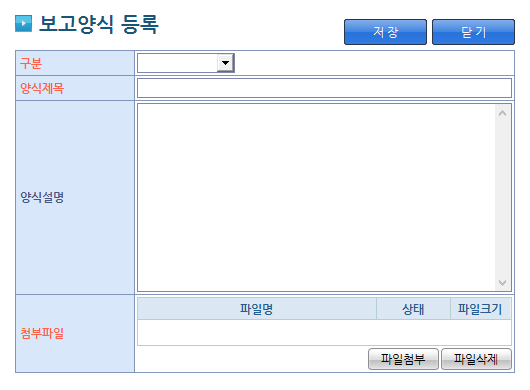 보고양식 등록
저 장
닫 기
구분
양식제목
양식설명
첨부파일
파일명
상태
파일크기
파일첨부
파일삭제